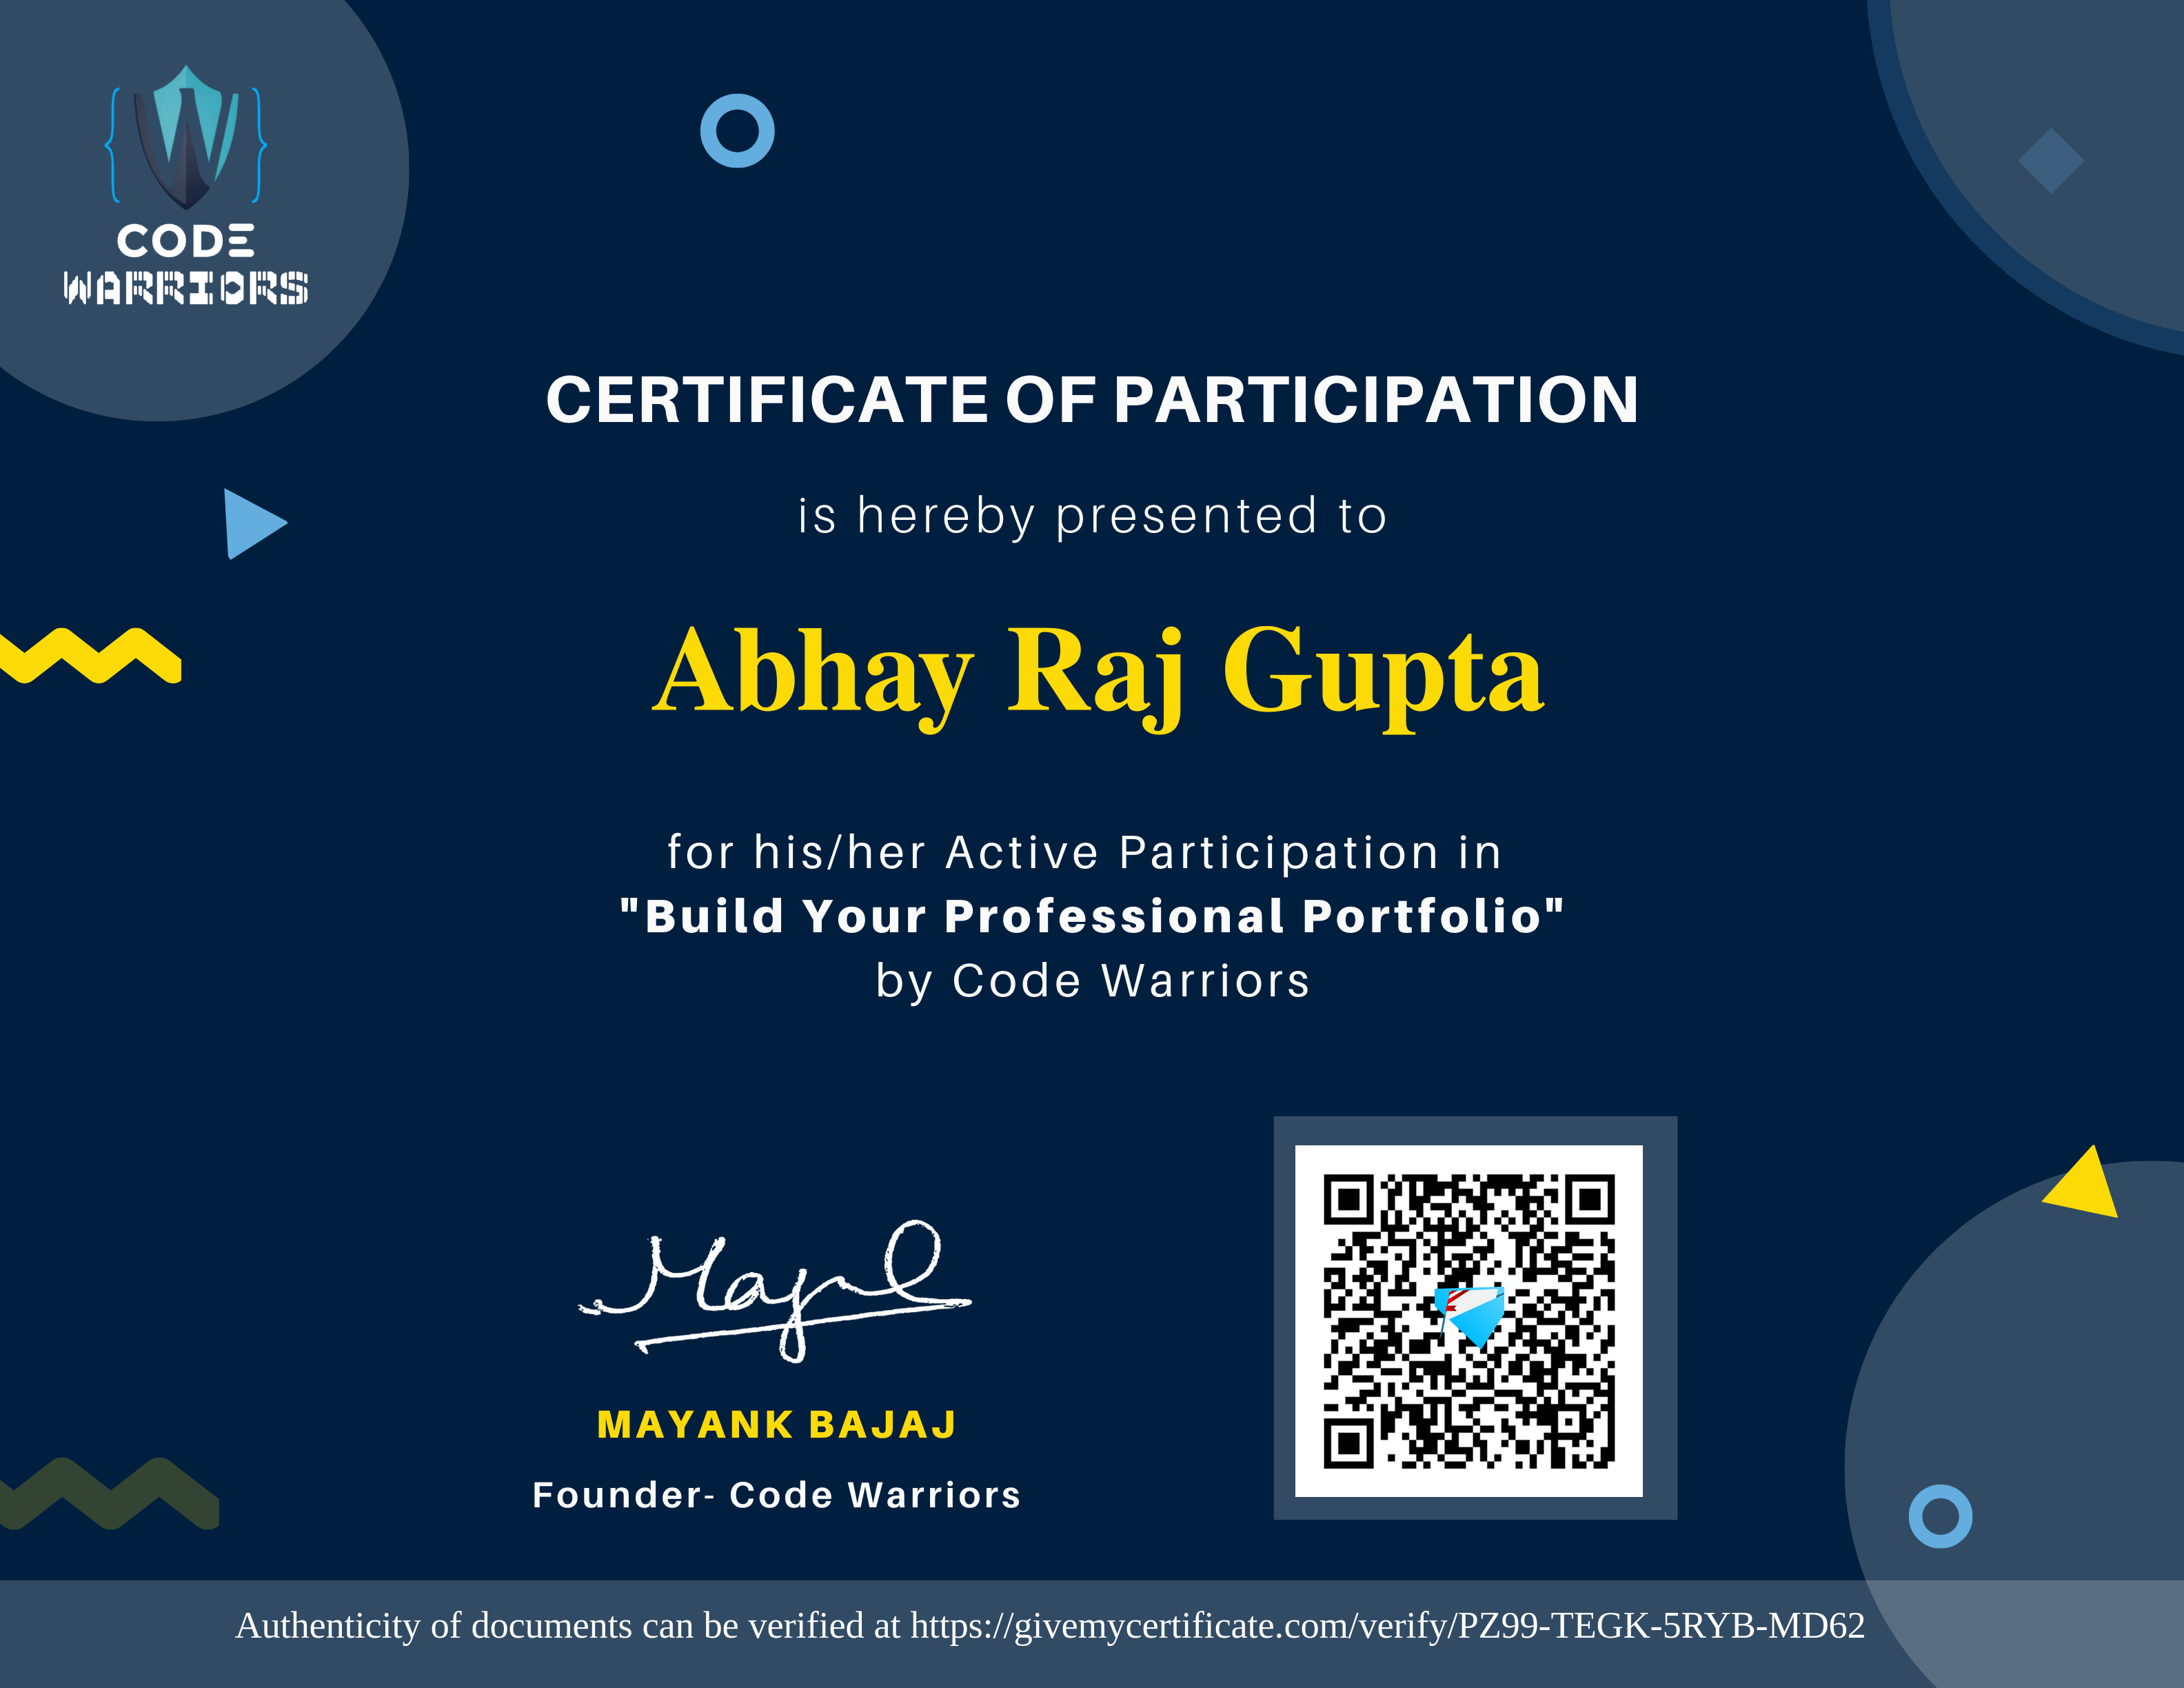 CODE
WARRIORS
CERTIFICATE OF PARTICIPATION
is hereby presented to
Abhay Raj Gupta
for his/her Active Participation in
"Build Your Professional Portfolio"
by Code Warriors
MAYANK BAJAJ
Founder- Code Warriors
Authenticity of documents can be verified at https://givemycertificate.com/verify/PZ99-TEGK-5RYB-MD62